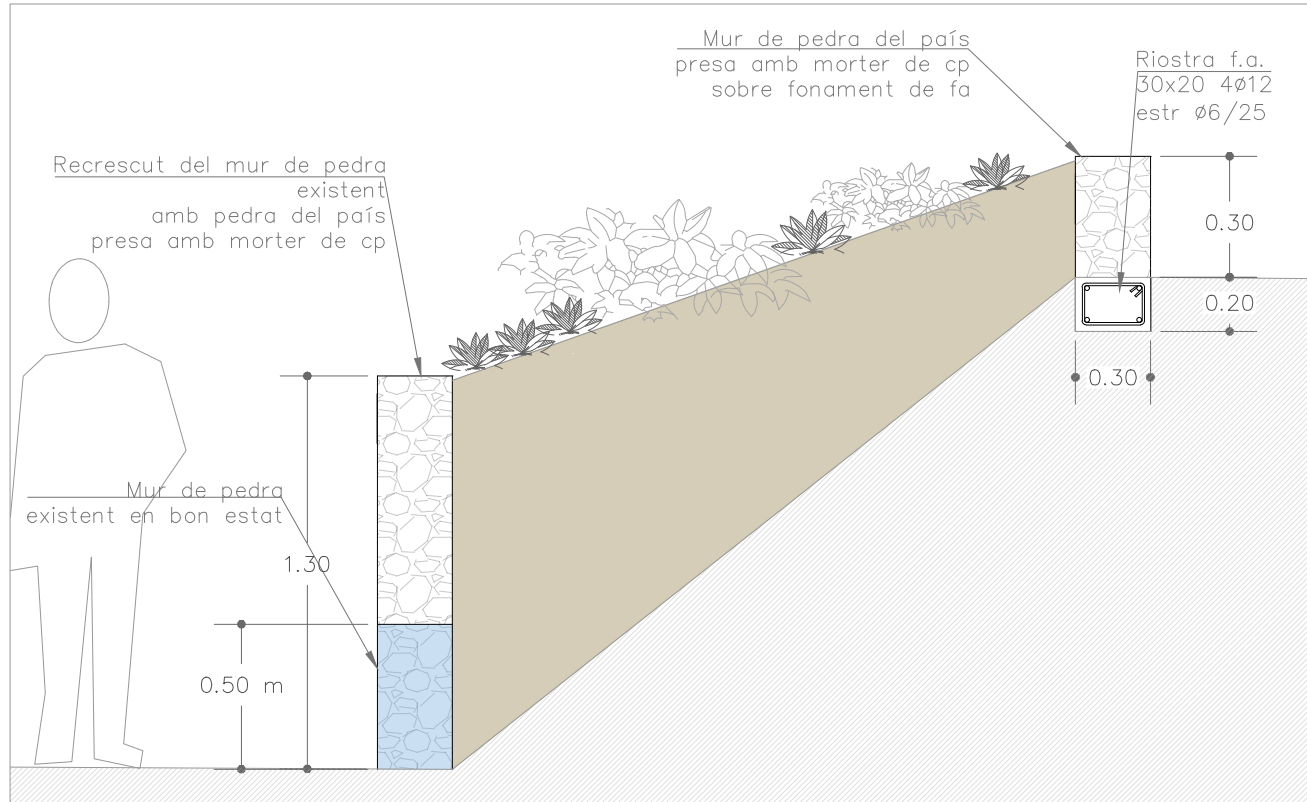 Mur de pedra del país
presa amb morter de cp
sobre fonament de fa
Riostra f.a.
30x20 4ø12
estr ø6/25
Recrescut del mur de pedra
existent
amb pedra del país
presa amb morter de cp
0.30
0.20
0.30
Mur de pedra
existent en bon estat
1.30
0.50 m